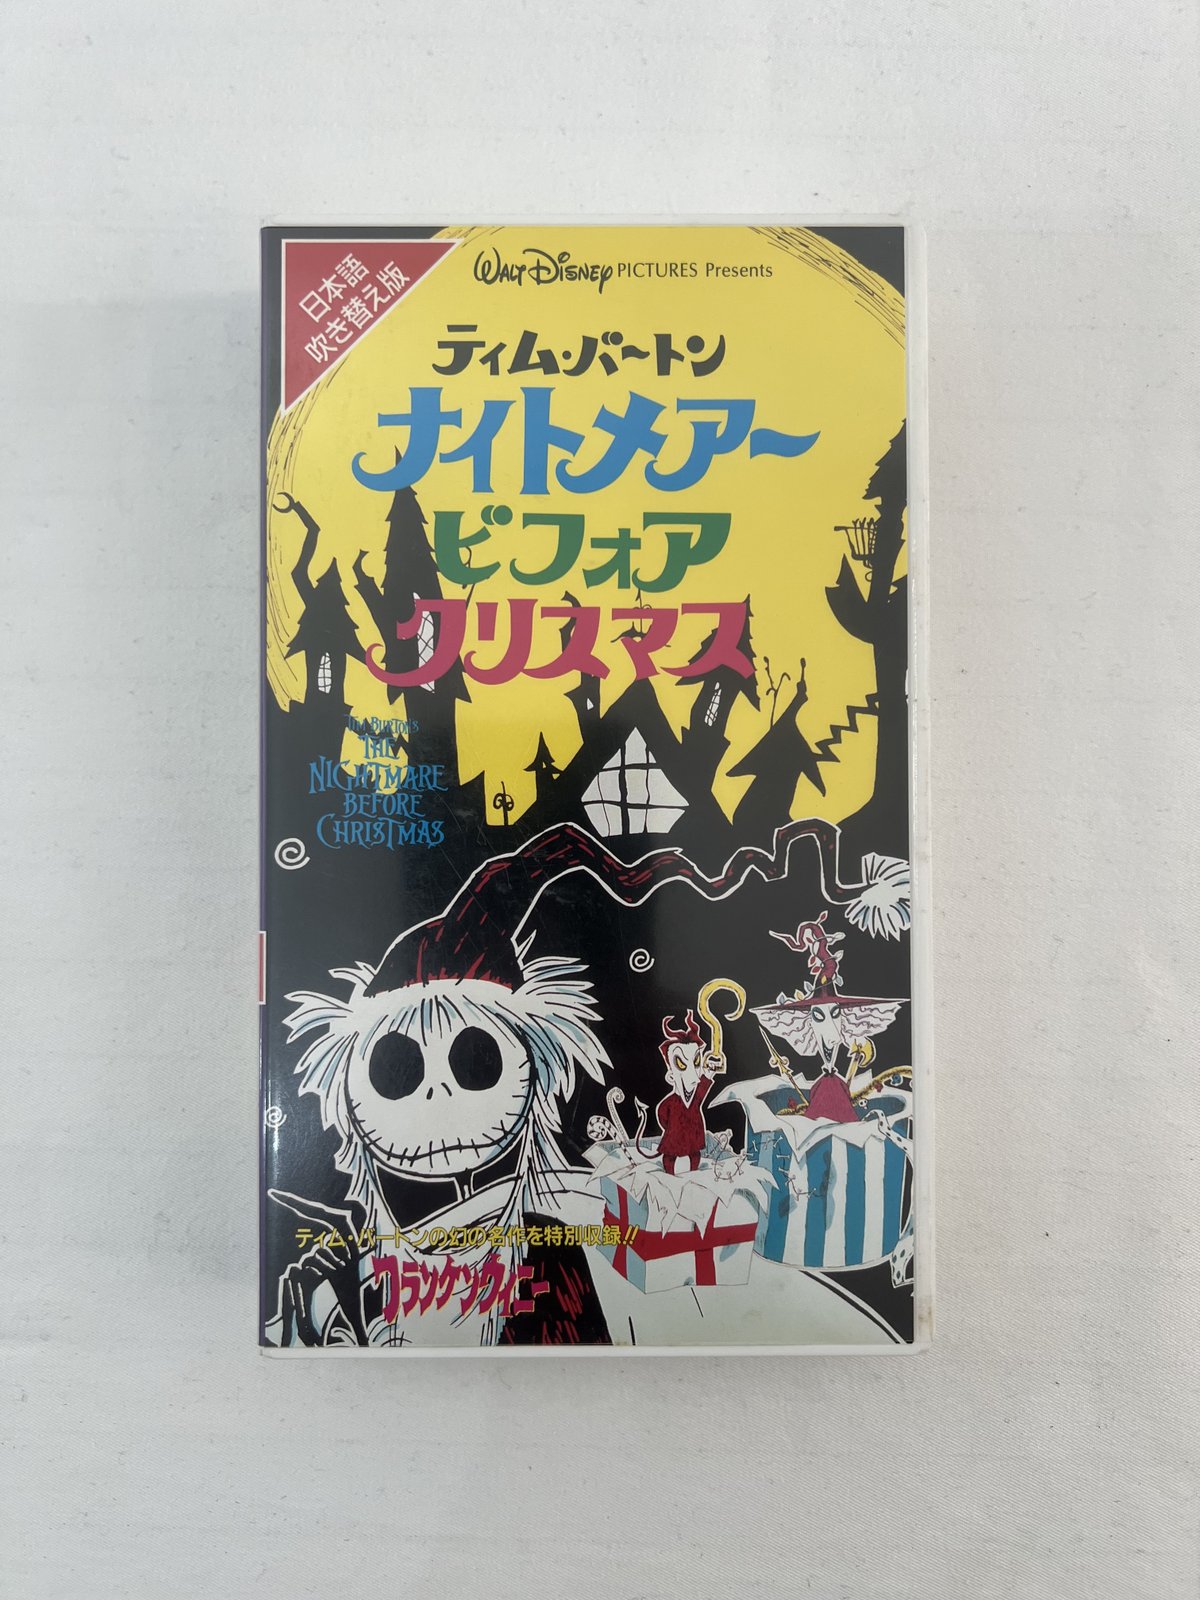 日本語
吹き替え版
WALT DISNEY PICTURES Presents
ティム・バートン
ナイトメアー
ビフォア
クリスマス
TIM BURTON'S
THE
NIGHTMARE
BEFORE
CHRISTMAS
ティム・バートンの幻の名作を特別収録!!
フランケンウィニー